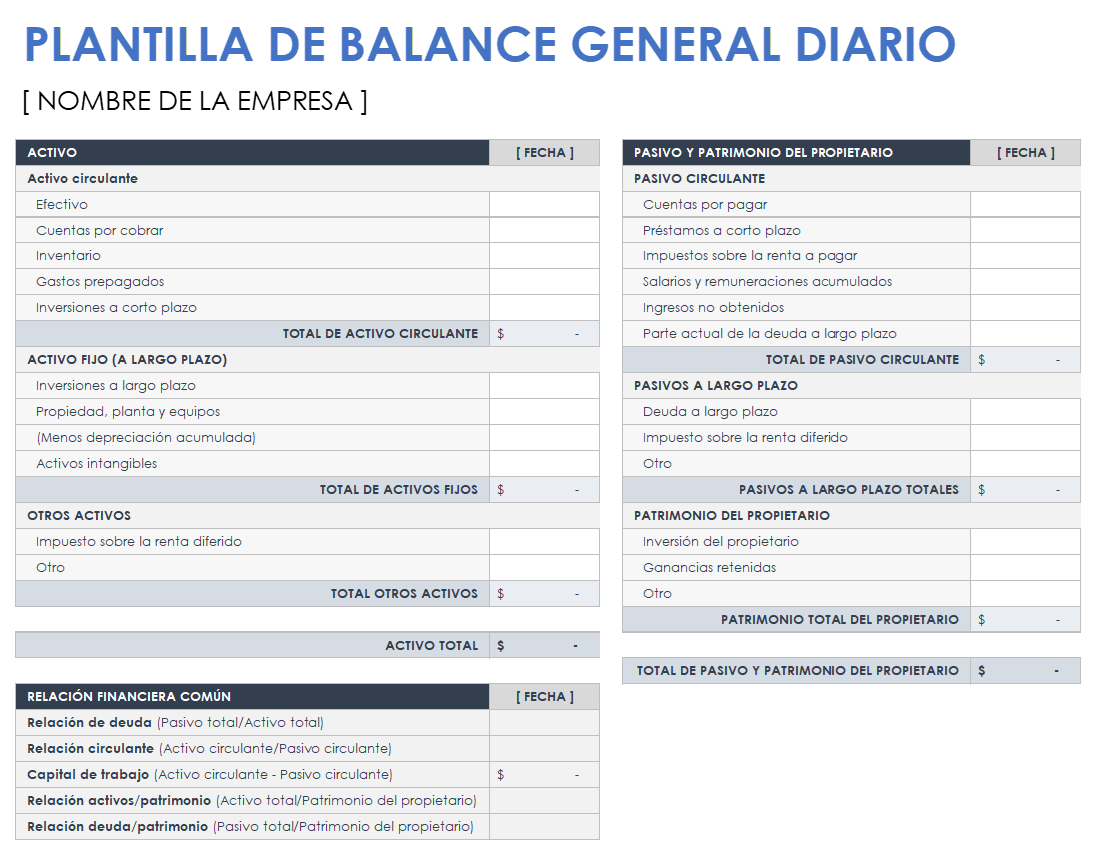 PLANTILLA DE BALANCE GENERAL DIARIO
[ NOMBRE DE LA EMPRESA ]
ACTIVO [ FECHA ]
Activo circulante
Efectivo
Cuentas por cobrar
Inventario
Gastos prepagados
Inversiones a corto plazo
TOTAL DE ACTIVO CIRCULANTE $ -
ACTIVO FIJO (A LARGO PLAZO)
Inversiones a largo plazo
Propiedad, planta y equipos
(Menos depreciación acumulada)
Activos intangibles
TOTAL DE ACTIVOS FIJOS $ -
OTROS ACTIVOS
Impuesto sobre la renta diferido
Otro
TOTAL OTROS ACTIVOS $ -
ACTIVO TOTAL $ -
RELACIÓN FINANCIERA COMÚN [ FECHA ]
Relación de deuda (Pasivo total/Activo total)
Relación circulante (Activo circulante/Pasivo circulante)
Capital de trabajo (Activo circulante - Pasivo circulante) $ -
Relación activos/patrimonio (Activo total/Patrimonio del propietario)
Relación deuda/patrimonio (Pasivo total/Patrimonio del propietario)
PASIVO Y PATRIMONIO DEL PROPIETARIO [ FECHA ]
PASIVO CIRCULANTE
Cuentas por pagar
Préstamos a corto plazo
Impuestos sobre la renta a pagar
Salarios y remuneraciones acumulados
Ingresos no obtenidos
Parte actual de la deuda a largo plazo
TOTAL DE PASIVO CIRCULANTE $ -
PASIVOS A LARGO PLAZO
Deuda a largo plazo
Impuesto sobre la renta diferido
Otro
PASIVOS A LARGO PLAZO TOTALES $ -
PATRIMONIO DEL PROPIETARIO
Inversión del propietario
Ganancias retenidas
Otro
PATRIMONIO TOTAL DEL PROPIETARIO $ -
TOTAL DE PASIVO Y PATRIMONIO DEL PROPIETARIO $ -